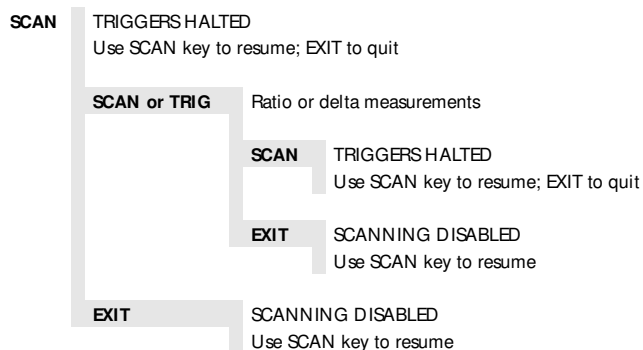 SCAN TRIGGERS HALTED
Use SCAN key to resume; EXIT to quit
SCAN or TRIG Ratio or delta measurements
SCAN TRIGGERS HALTED
Use SCAN key to resume; EXIT to quit
EXIT SCANNING DISABLED
Use SCAN key to resume
EXIT SCANNING DISABLED
Use SCAN key to resume